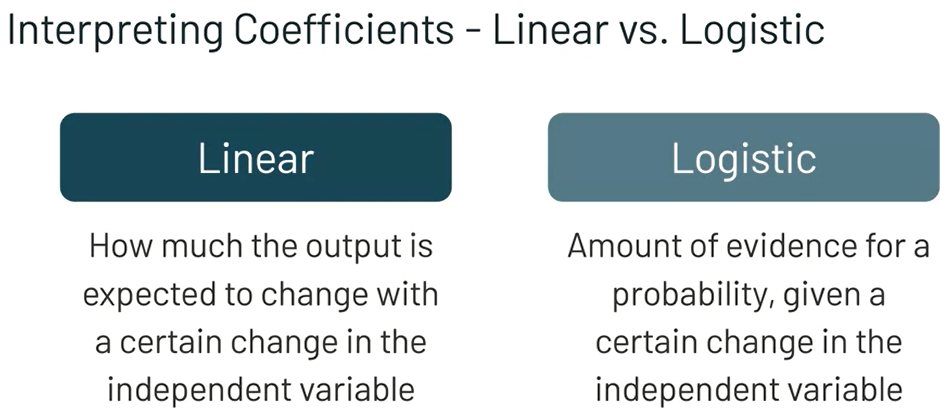 Interpreting Coefficients - Linear vs. Logistic
Linear
How much the output is
expected to change with
a certain change in the
independent variable
Logistic
Amount of evidence for a
probability, given a
certain change in the
independent variable